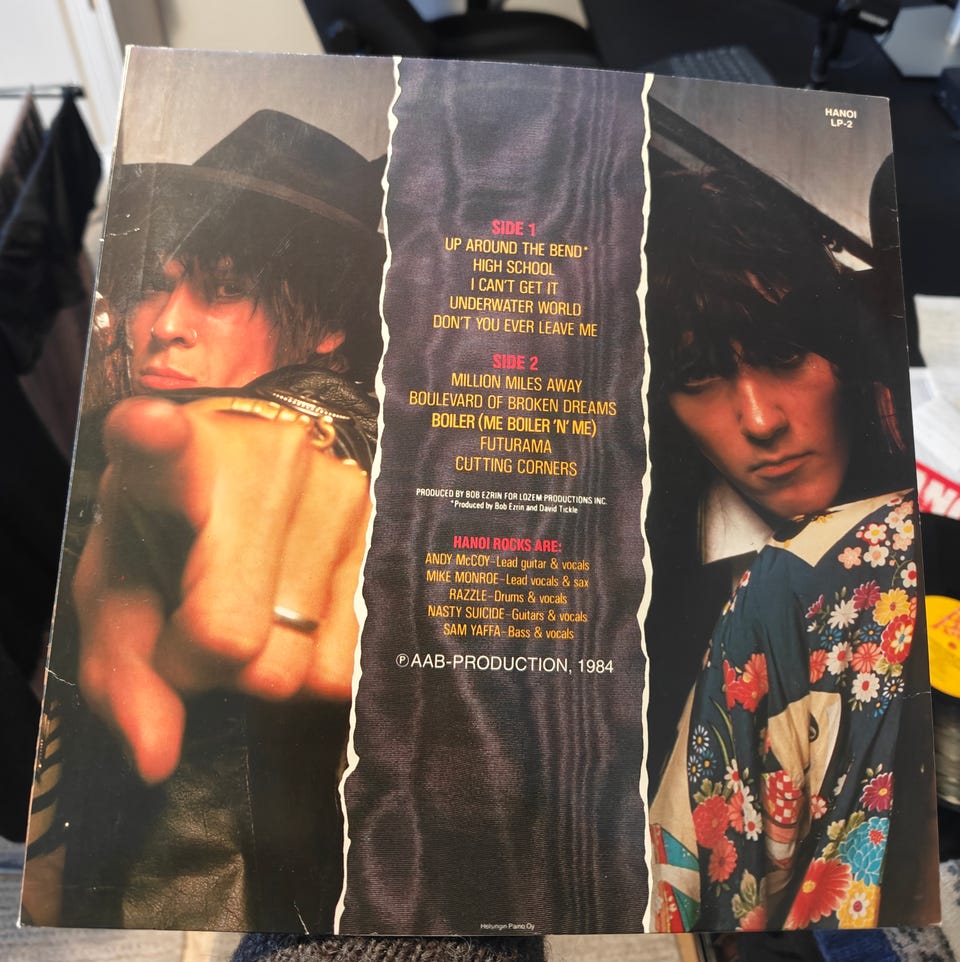 HANOI
LP-2
SIDE 1
UP AROUND THE BEND*
HIGH SCHOOL
I CAN'T GET IT
UNDERWATER WORLD
DON'T YOU EVER LEAVE ME
SIDE 2
MILLION MILES AWAY
BOULEVARD OF BROKEN DREAMS
BOILER (ME BOILER 'N' ME)
FUTURAMA
CUTTING CORNERS
PRODUCED BY BOB EZRIN FOR LOZEM PRODUCTIONS INC.
*Produced by Bob Ezrin and David Tickle
HANOI ROCKS ARE:
ANDY McCOY-Lead guitar & vocals
MIKE MONROE-Lead vocals & sax
RAZZLE-Drums & vocals
NASTY SUICIDE-Guitars & vocals
SAM YAFFA-Bass & vocals
℗ AAB-PRODUCTION, 1984
Helsingin Paino Oy